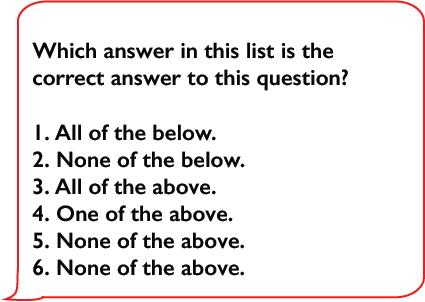 Which answer in this list is the
correct answer to this question?
1. All of the below.
2. None of the below.
3. All of the above.
4. One of the above.
5. None of the above.
6. None of the above.